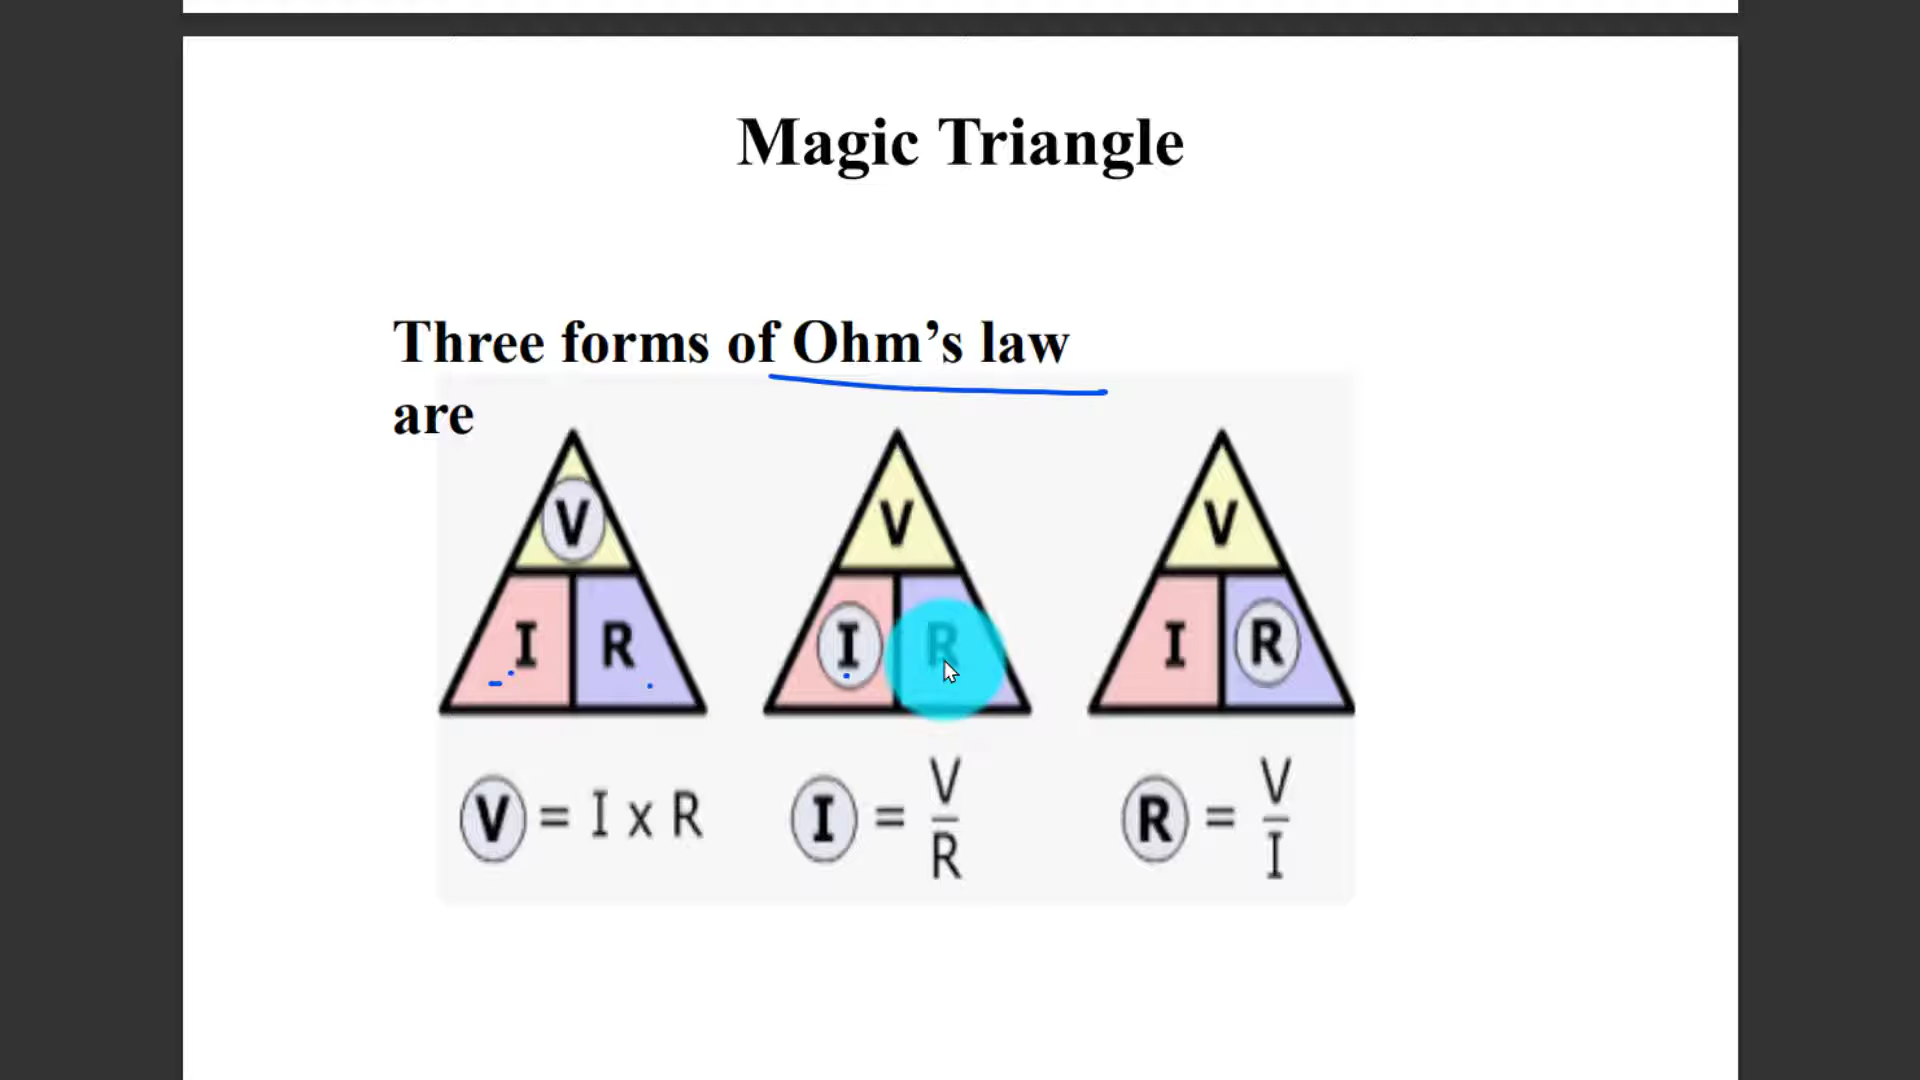 Magic Triangle
Three forms of Ohm’s law
are
V
I R
V
I R
V
I R
V = I x R
I = V/R
R = V/I